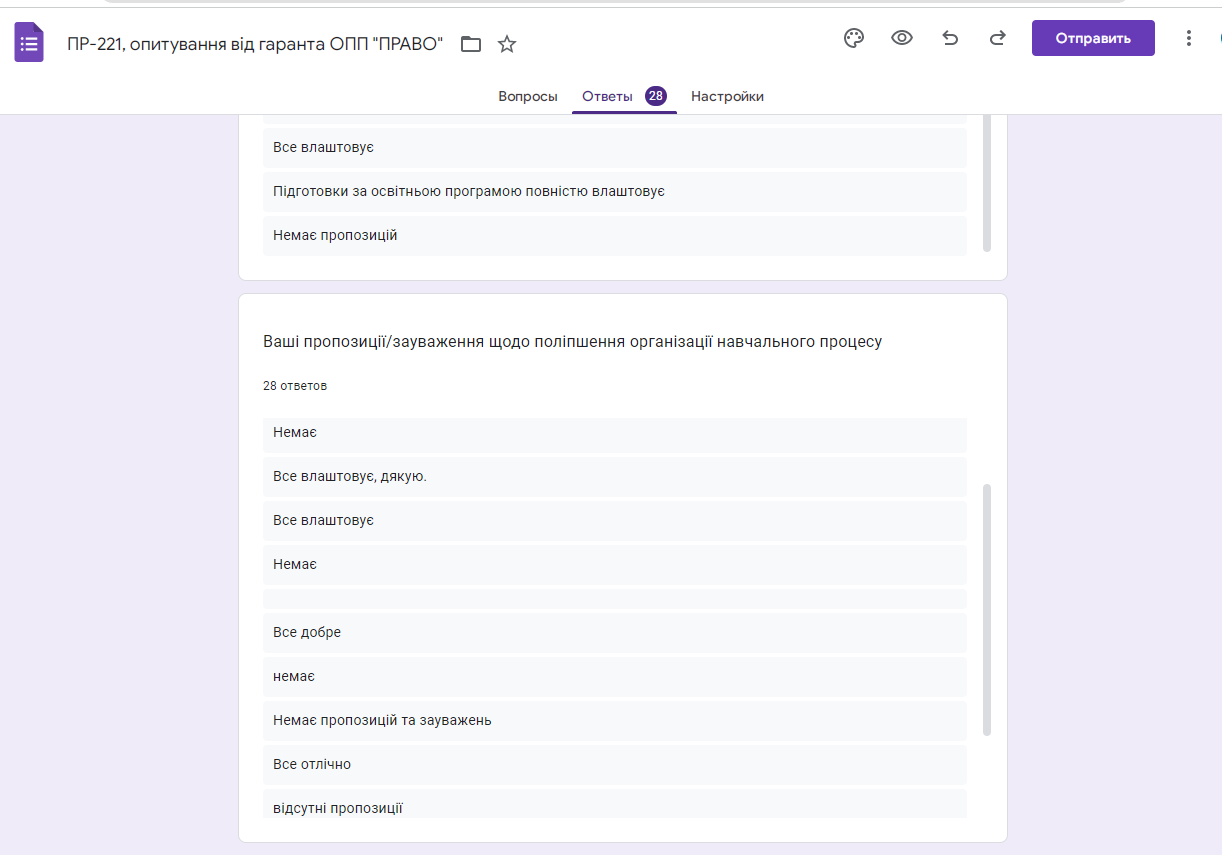 ПР-221, опитування від гаранта ОПП "ПРАВО"
Отправить
Вопросы
Ответы 28
Настройки
Все влаштовує
Підготовки за освітньою програмою повністю влаштовує
Немає пропозицій
Ваші пропозиції/зауваження щодо поліпшення організації навчального процесу
28 ответов
Немає
Все влаштовує, дякую.
Все влаштовує
Немає
Все добре
немає
Немає пропозицій та зауважень
Все отлічно
відсутні пропозиції